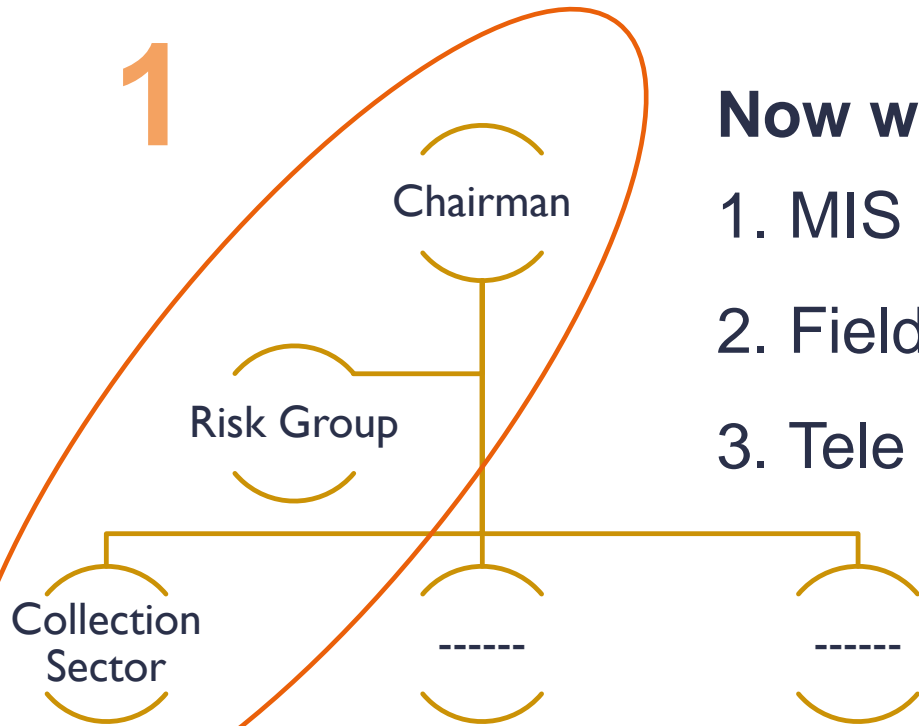 1
Now w
Chairman
1. MIS
2. Field
Risk Group
3. Tele
Collection
Sector
------
------